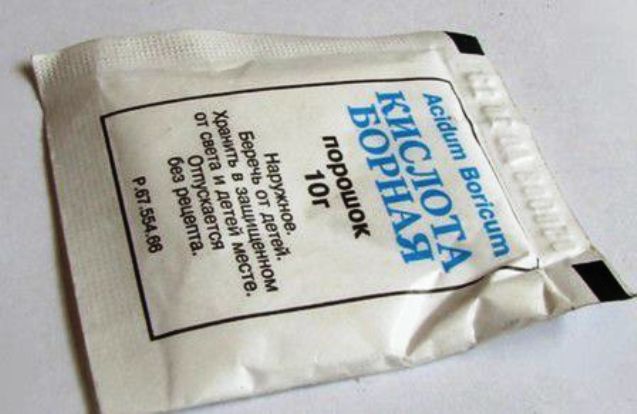 Acidum Boricum
КИСЛОТА
БОРНАЯ
порошок
10г
Наружное.
Беречь от детей.
Хранить в защищенном
от света и детей месте.
Отпускается
без рецепта.
Р.67.554.66